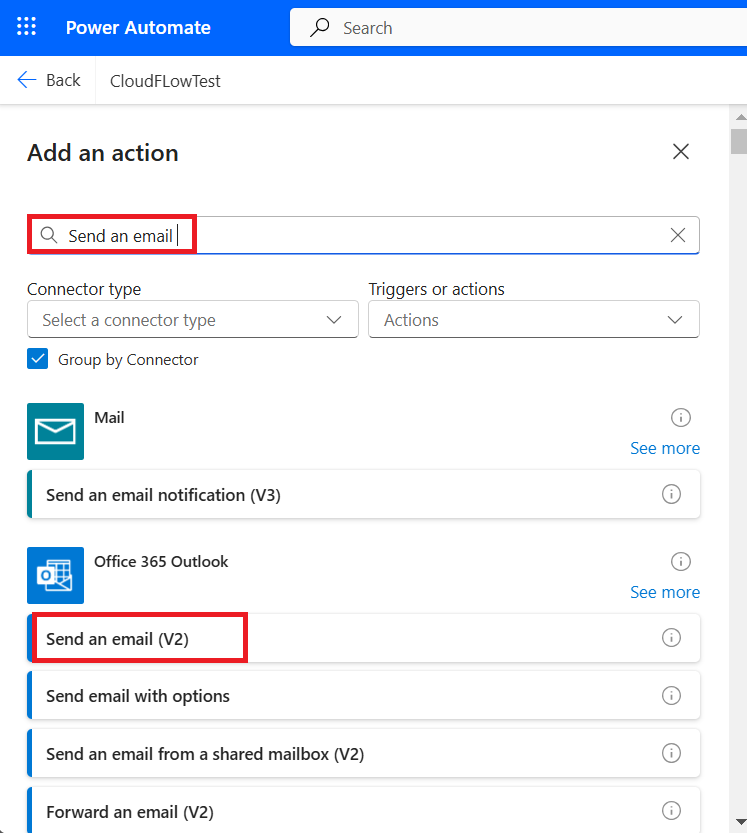 Power Automate
Search
Back
CloudFLowTest
Add an action
Send an email
Connector type
Triggers or actions
Select a connector type
Actions
Group by Connector
Mail
See more
Send an email notification (V3)
Office 365 Outlook
See more
Send an email (V2)
Send email with options
Send an email from a shared mailbox (V2)
Forward an email (V2)